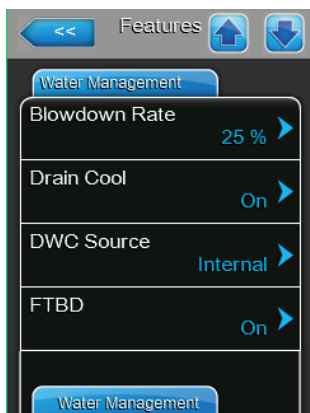 << Features
Water Management
Blowdown Rate
25 %
Drain Cool
On
DWC Source
Internal
FTBD
On
Water Management